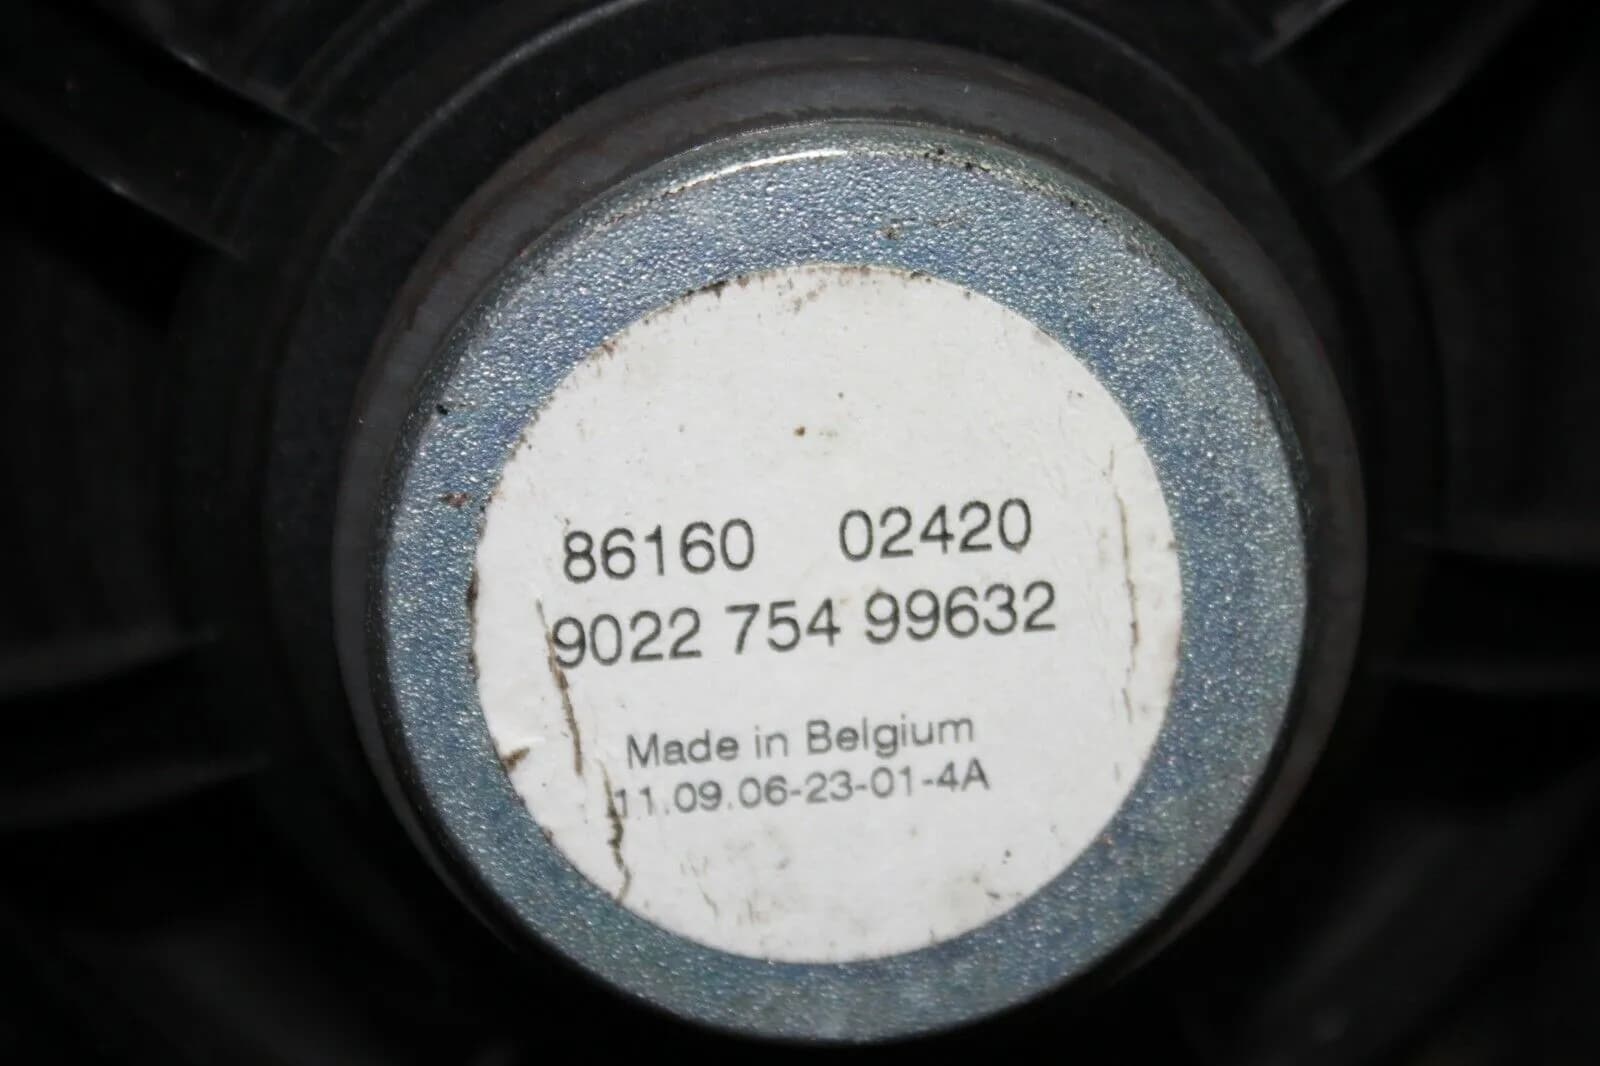 86160 02420
9022 754 99632
Made in Belgium
11.09.06-23-01-4A